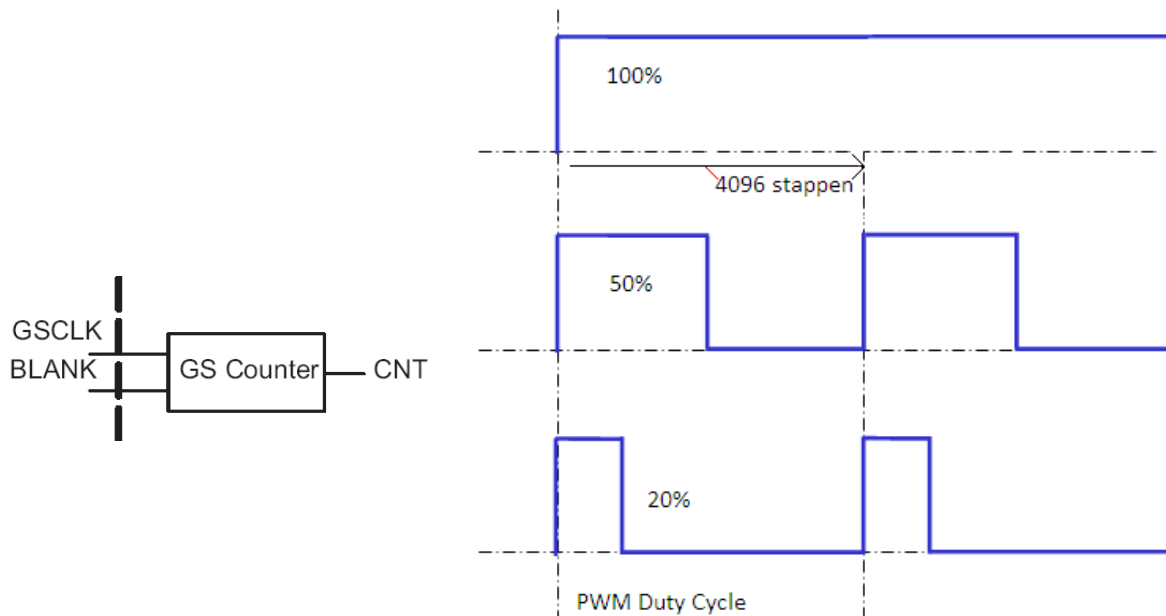 GSCLK
BLANK
GS Counter
CNT
100%
4096 stappen
50%
20%
PWM Duty Cycle